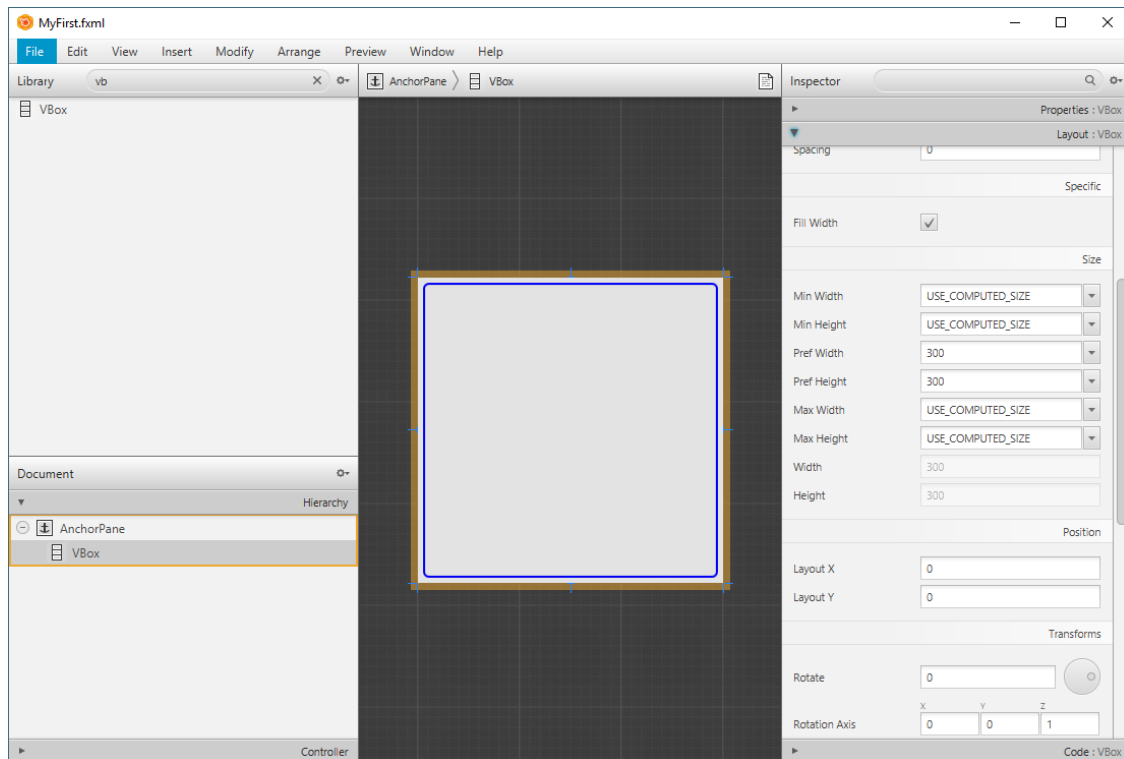 MyFirst.fxml
File Edit View Insert Modify Arrange Preview Window Help
Library vb
VBox
Document
Hierarchy
AnchorPane
VBox
Controller
AnchorPane VBox
Inspector
Properties : VBox
Layout : VBox
Spacing 0
Specific
Fill Width
Size
Min Width USE_COMPUTED_SIZE
Min Height USE_COMPUTED_SIZE
Pref Width 300
Pref Height 300
Max Width USE_COMPUTED_SIZE
Max Height USE_COMPUTED_SIZE
Width 300
Height 300
Position
Layout X 0
Layout Y 0
Transforms
Rotate 0
X Y Z
Rotation Axis 0 0 1
Code : VBox